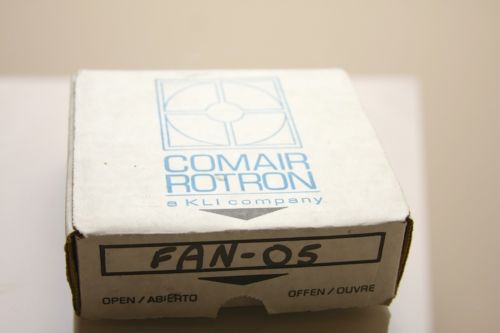 COMAIR
ROTRON
a KLI company
FAN-05
OPEN / ABIERTO OFFEN / OUVRE